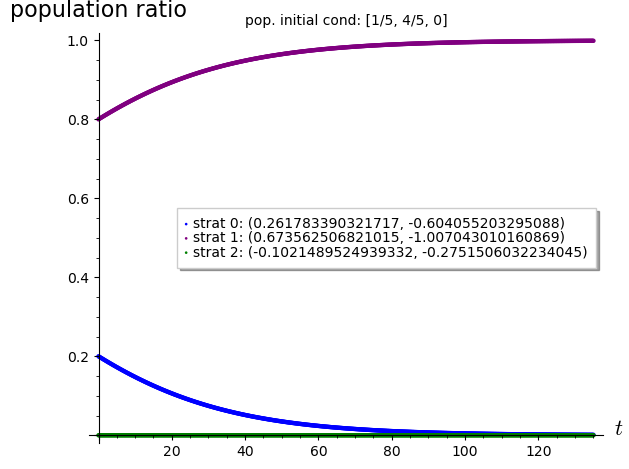 population ratio
pop. initial cond: [1/5, 4/5, 0]
1.0
0.8
0.6
strat 0: (0.261783390321717, -0.604055203295088)
strat 1: (0.673562506821015, -1.007043010160869)
strat 2: (-0.1021489524939332, -0.2751506032234045)
0.4
0.2
20 40 60 80 100 120
t